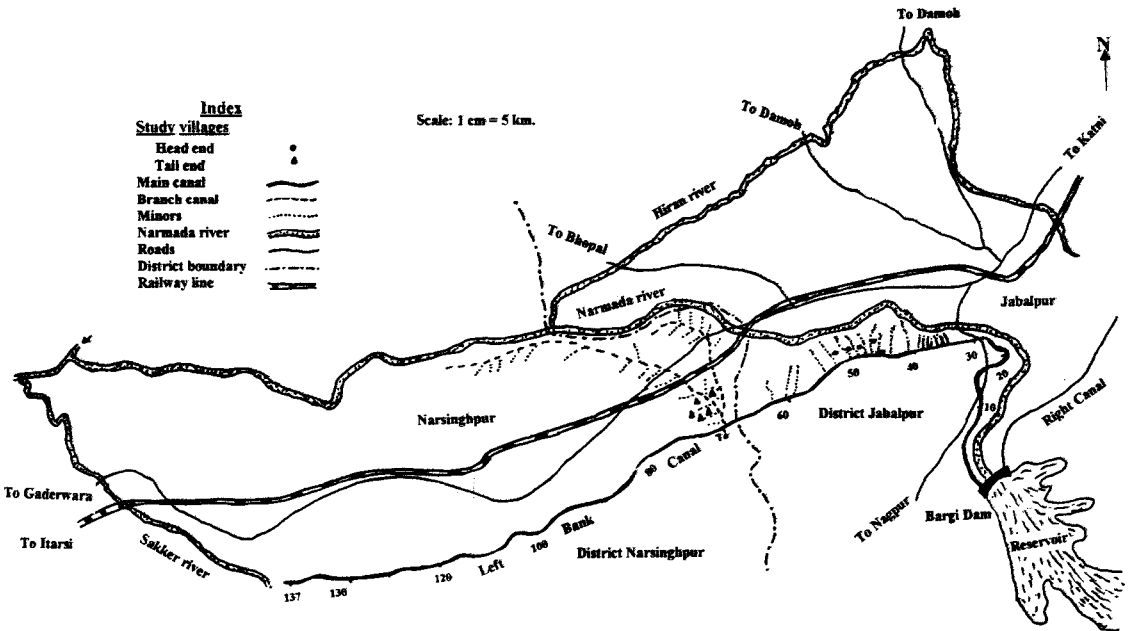 To Damoh
N
Index
Study villages
Head end
Tail end
Main canal
Branch canal
Minors
Narmada river
Roads
District boundary
Railway line
Scale: 1 cm = 5 km.
To Damoh
To Katni
Hiran river
To Bhopal
Narmada river
Jabalpur
30
20
10
40
50
60
District Jabalpur
Right Canal
Narsinghpur
80
Canal
To Gaderwara
To Itarsi
Sakker river
To Nagpur
Bargi Dam
Reservoir
Bank
100
District Narsinghpur
Left
120
130
137